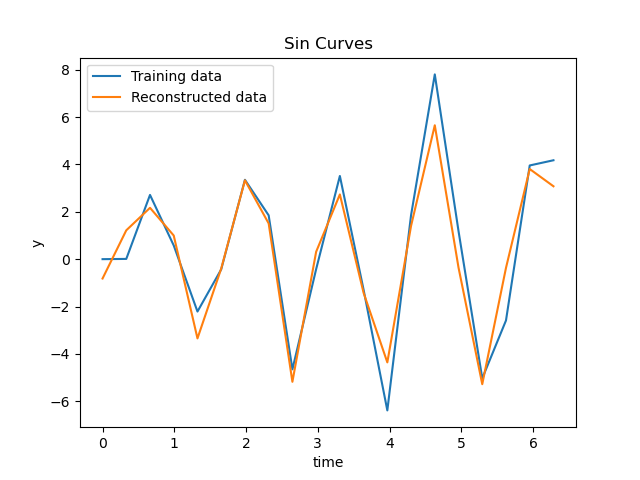 Sin Curves
Training data
Reconstructed data
8
6
4
2
0
−2
−4
−6
y
0 1 2 3 4 5 6
time